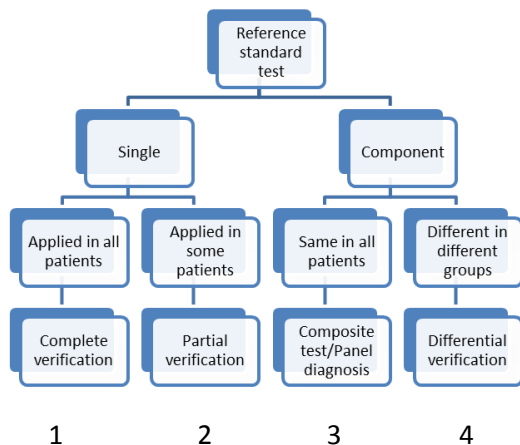 Reference
standard
test
Single
Component
Applied in all
patients
Applied in
some
patients
Same in all
patients
Different in
different
groups
Complete
verification
Partial
verification
Composite
test/Panel
diagnosis
Differential
verification
1
2
3
4